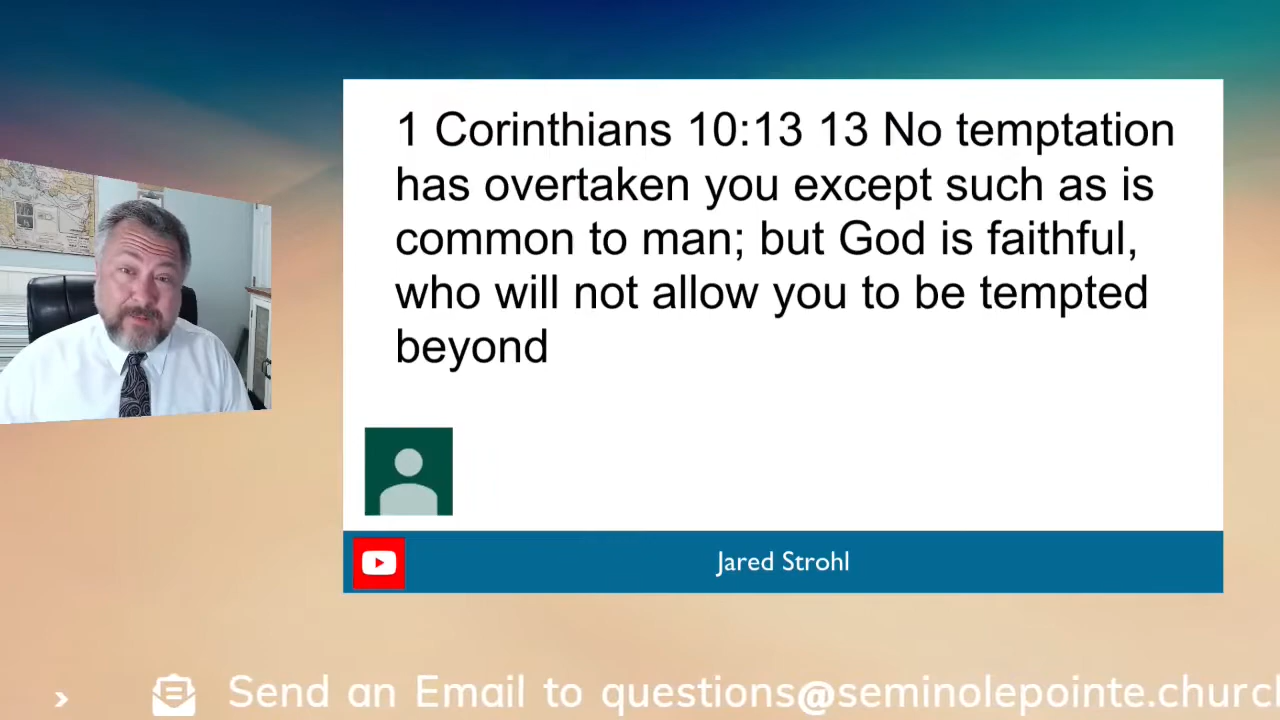 1 Corinthians 10:13 13 No temptation
has overtaken you except such as is
common to man; but God is faithful,
who will not allow you to be tempted
beyond
Jared Strohl
Send an Email to questions@seminolepointe.church